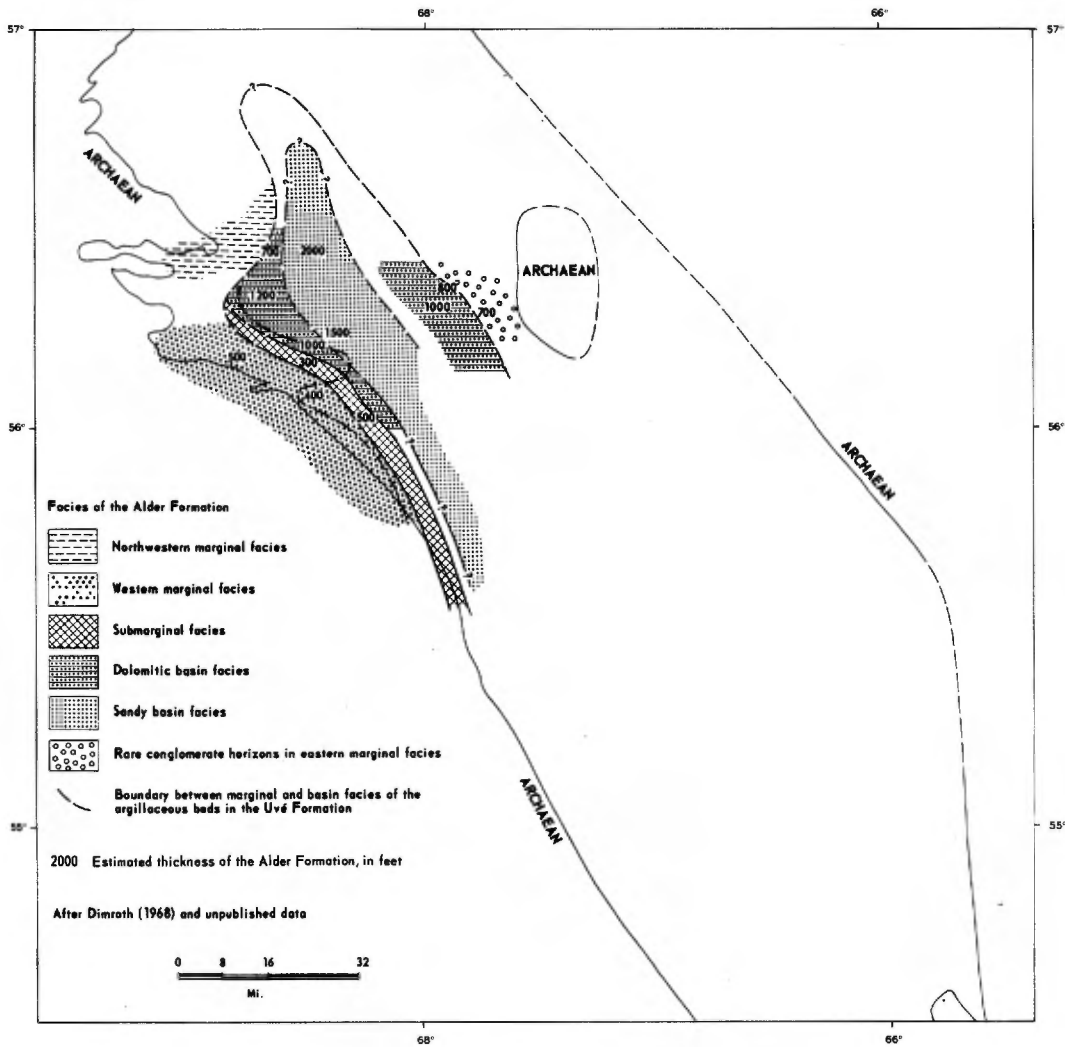 68° 66°
57° 57°
ARCHAEAN
ARCHAEAN
2000
700
1200
600
1000
700
1500
1000
300
500
500
56° 56°
ARCHAEAN
Facies of the Alder Formation
Northwestern marginal facies
Western marginal facies
Submarginal facies
Dolomitic basin facies
Sandy basin facies
Rare conglomerate horizons in eastern marginal facies
Boundary between marginal and basin facies of the
argillaceous beds in the Uvé Formation
ARCHAEAN
55° 55°
2000 Estimated thickness of the Alder Formation, in feet
After Dimroth (1968) and unpublished data
0 8 16 32
Mi.
68° 66°